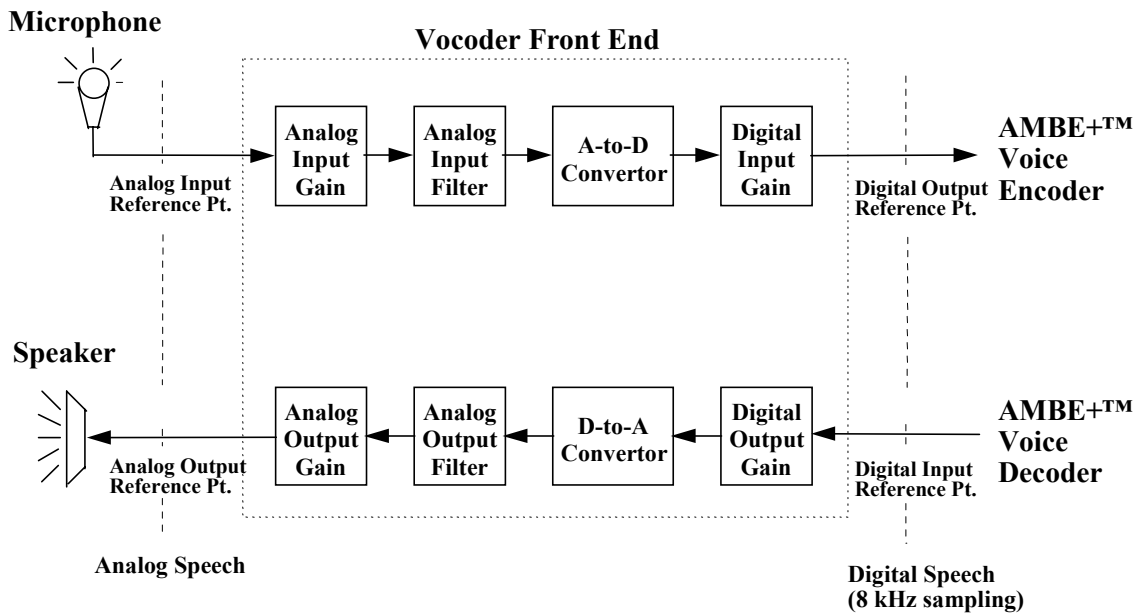 Microphone
Vocoder Front End
Analog
Input
Gain
Analog
Input
Filter
A-to-D
Convertor
Digital
Input
Gain
AMBE+™
Voice
Encoder
Analog Input
Reference Pt.
Digital Output
Reference Pt.
Speaker
Analog
Output
Gain
Analog
Output
Filter
D-to-A
Convertor
Digital
Output
Gain
AMBE+™
Voice
Decoder
Analog Output
Reference Pt.
Digital Input
Reference Pt.
Analog Speech
Digital Speech
(8 kHz sampling)